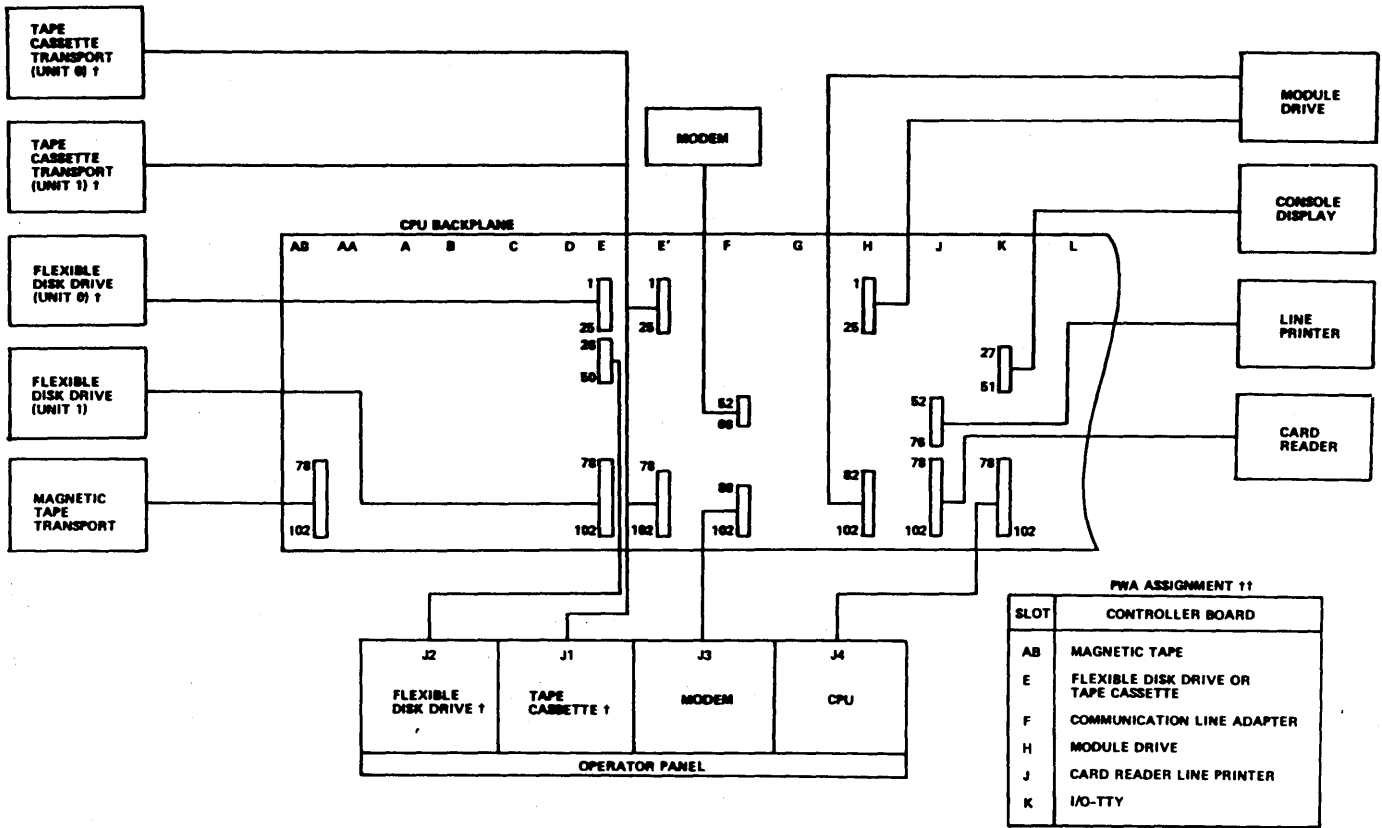 TAPE
CASSETTE
TRANSPORT
(UNIT 0) †
TAPE
CASSETTE
TRANSPORT
(UNIT 1) †
FLEXIBLE
DISK DRIVE
(UNIT 0) †
FLEXIBLE
DISK DRIVE
(UNIT 1)
MAGNETIC
TAPE
TRANSPORT
MODEM
MODULE
DRIVE
CONSOLE
DISPLAY
LINE
PRINTER
CARD
READER
CPU BACKPLANE
AB AA A B C D E E' F G H J K L
1
25
26
50
78
102
1
25
78
102
78
102
52
66
86
102
1
25
82
102
52
76
78
102
27
51
78
102
J2
FLEXIBLE
DISK DRIVE †
J1
TAPE
CASSETTE †
J3
MODEM
J4
CPU
OPERATOR PANEL
PWA ASSIGNMENT ††
SLOT CONTROLLER BOARD
AB MAGNETIC TAPE
E FLEXIBLE DISK DRIVE OR
TAPE CASSETTE
F COMMUNICATION LINE ADAPTER
H MODULE DRIVE
J CARD READER LINE PRINTER
K I/O-TTY